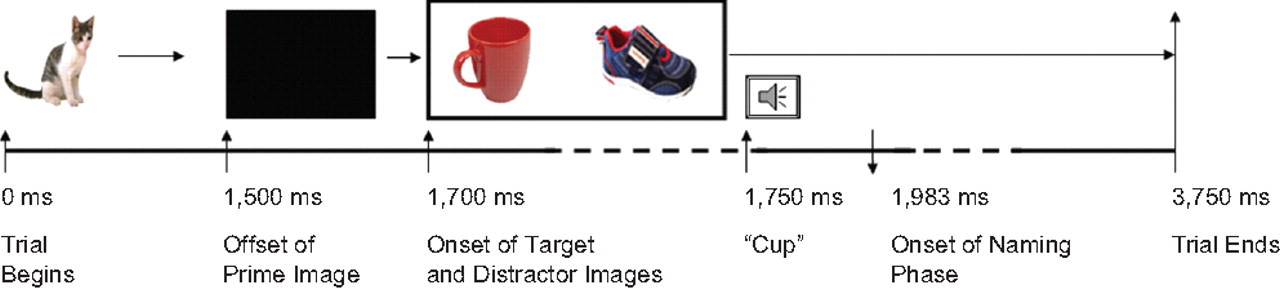 0 ms
1,500 ms
1,700 ms
1,750 ms
1,983 ms
3,750 ms
Trial
Begins
Offset of
Prime Image
Onset of Target
and Distractor Images
“Cup”
Onset of Naming
Phase
Trial Ends